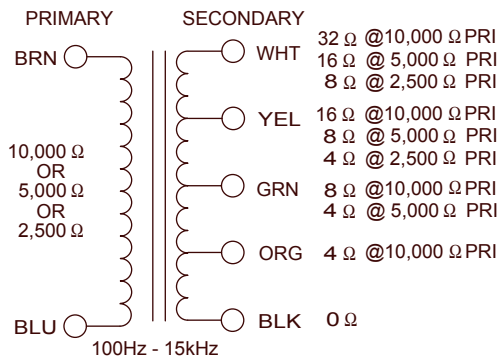 PRIMARY SECONDARY
BRN
10,000 Ω
OR
5,000 Ω
OR
2,500 Ω
BLU
WHT 32 Ω @10,000 Ω PRI
16 Ω @ 5,000 Ω PRI
8 Ω @ 2,500 Ω PRI
YEL 16 Ω @10,000 Ω PRI
8 Ω @ 5,000 Ω PRI
4 Ω @ 2,500 Ω PRI
GRN 8 Ω @10,000 Ω PRI
4 Ω @ 5,000 Ω PRI
ORG 4 Ω @10,000 Ω PRI
BLK 0 Ω
100Hz - 15kHz